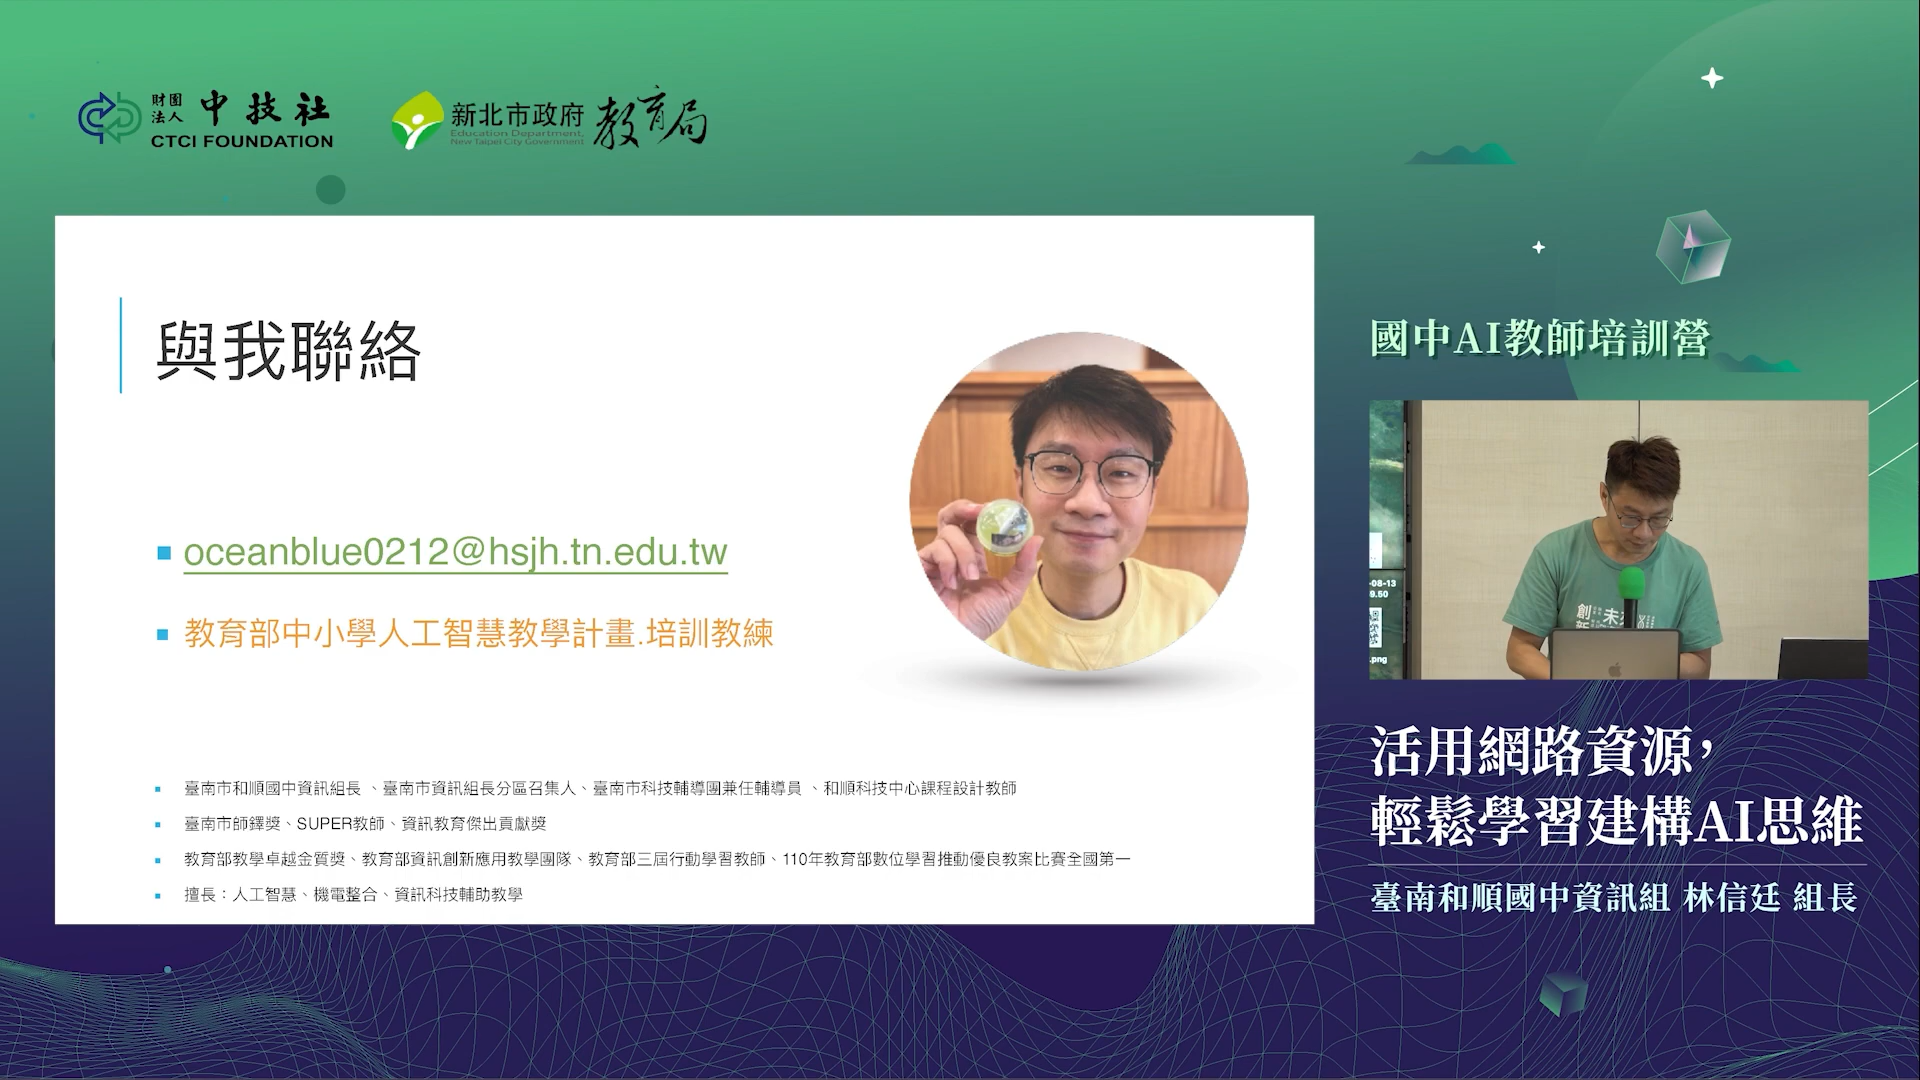 財團法人 中技社
CTCI FOUNDATION
新北市政府 教育局
Education Department,
New Taipei City Government
與我聯絡
oceanblue0212@hsjh.tn.edu.tw
教育部中小學人工智慧教學計畫.培訓教練
臺南市和順國中資訊組長 、臺南市資訊組長分區召集人、臺南市科技輔導團兼任輔導員 、和順科技中心課程設計教師
臺南市師鐸獎、SUPER教師、資訊教育傑出貢獻獎
教育部教學卓越金質獎、教育部資訊創新應用教學團隊、教育部三屆行動學習教師、110年教育部數位學習推動優良教案比賽全國第一
擅長：人工智慧、機電整合、資訊科技輔助教學
國中AI教師培訓營
-08-13
9.50
.png
創新
未
活用網路資源，
輕鬆學習建構AI思維
臺南和順國中資訊組 林信廷 組長